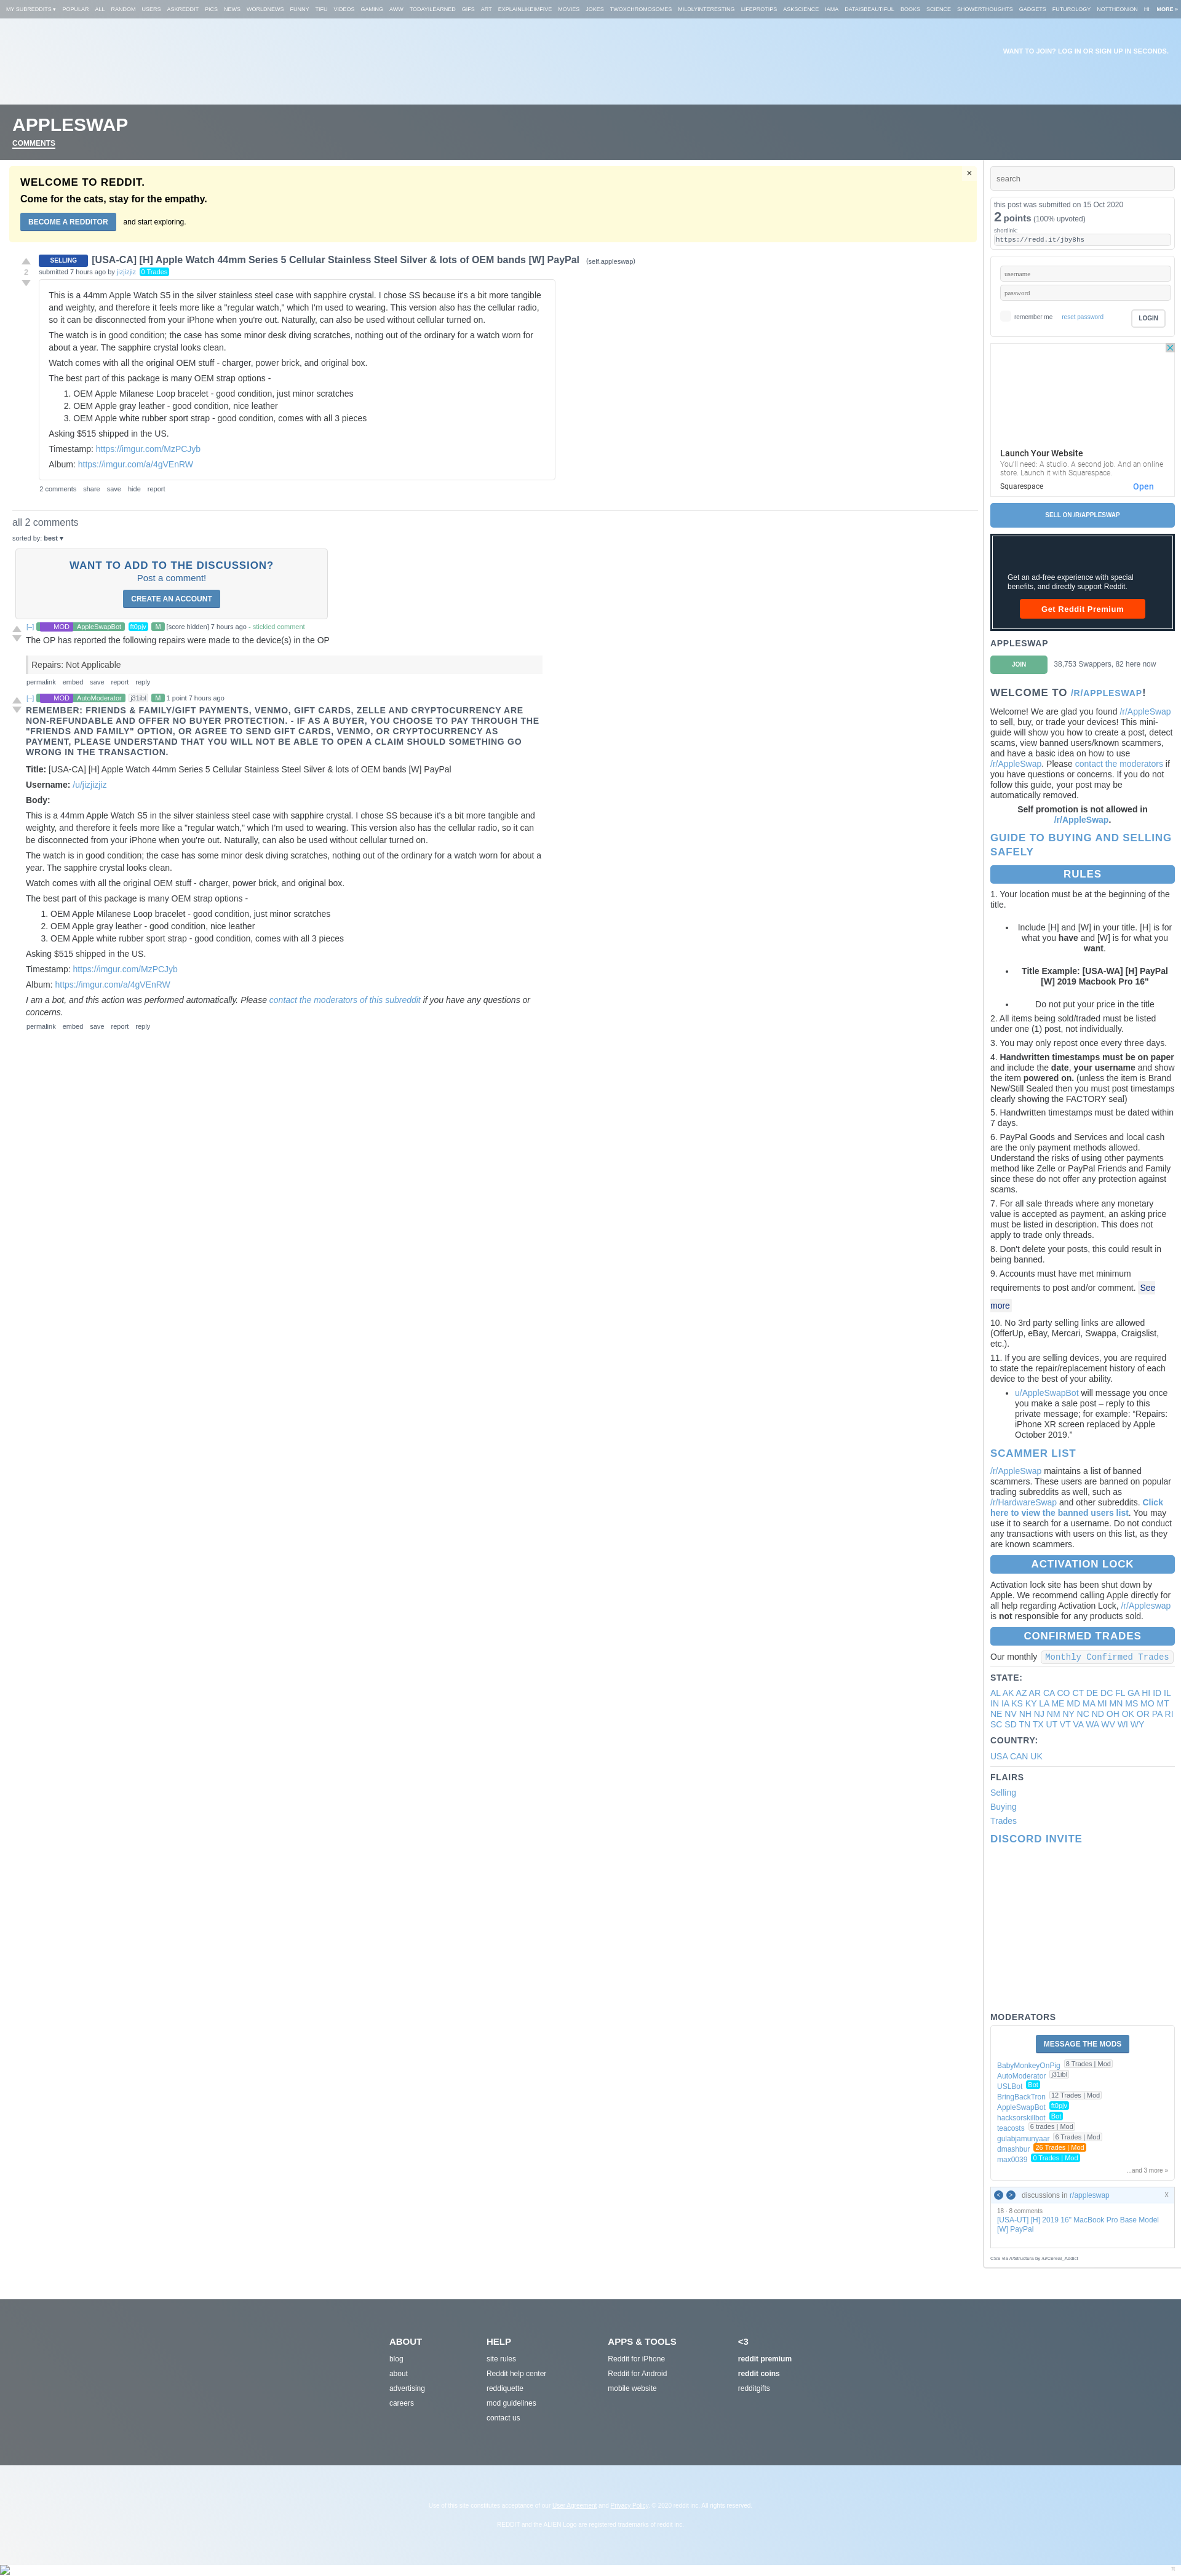 MY SUBREDDITS ▾ POPULAR ALL RANDOM USERS ASKREDDIT PICS NEWS WORLDNEWS FUNNY TIFU VIDEOS GAMING AWW TODAYILEARNED GIFS ART EXPLAINLIKEIMFIVE MOVIES JOKES TWOXCHROMOSOMES MILDLYINTERESTING LIFEPROTIPS ASKSCIENCE IAMA DATAISBEAUTIFUL BOOKS SCIENCE SHOWERTHOUGHTS GADGETS FUTUROLOGY NOTTHEONION HI MORE »
WANT TO JOIN? LOG IN OR SIGN UP IN SECONDS.
APPLESWAP
COMMENTS
WELCOME TO REDDIT.
Come for the cats, stay for the empathy.
BECOME A REDDITOR and start exploring.
×
2
SELLING [USA-CA] [H] Apple Watch 44mm Series 5 Cellular Stainless Steel Silver & lots of OEM bands [W] PayPal (self.appleswap)
submitted 7 hours ago by jizjizjiz 0 Trades
This is a 44mm Apple Watch S5 in the silver stainless steel case with sapphire crystal. I chose SS because it's a bit more tangible
and weighty, and therefore it feels more like a "regular watch," which I'm used to wearing. This version also has the cellular radio,
so it can be disconnected from your iPhone when you're out. Naturally, can also be used without cellular turned on.
The watch is in good condition; the case has some minor desk diving scratches, nothing out of the ordinary for a watch worn for
about a year. The sapphire crystal looks clean.
Watch comes with all the original OEM stuff - charger, power brick, and original box.
The best part of this package is many OEM strap options -
1. OEM Apple Milanese Loop bracelet - good condition, just minor scratches
2. OEM Apple gray leather - good condition, nice leather
3. OEM Apple white rubber sport strap - good condition, comes with all 3 pieces
Asking $515 shipped in the US.
Timestamp: https://imgur.com/MzPCJyb
Album: https://imgur.com/a/4gVEnRW
2 comments share save hide report
all 2 comments
sorted by: best ▾
WANT TO ADD TO THE DISCUSSION?
Post a comment!
CREATE AN ACCOUNT
[–] MOD AppleSwapBot ft0pjv M [score hidden] 7 hours ago - stickied comment
The OP has reported the following repairs were made to the device(s) in the OP
Repairs: Not Applicable
permalink embed save report reply
[–] MOD AutoModerator j31ibl M 1 point 7 hours ago
REMEMBER: FRIENDS & FAMILY/GIFT PAYMENTS, VENMO, GIFT CARDS, ZELLE AND CRYPTOCURRENCY ARE
NON-REFUNDABLE AND OFFER NO BUYER PROTECTION. - IF AS A BUYER, YOU CHOOSE TO PAY THROUGH THE
"FRIENDS AND FAMILY" OPTION, OR AGREE TO SEND GIFT CARDS, VENMO, OR CRYPTOCURRENCY AS
PAYMENT, PLEASE UNDERSTAND THAT YOU WILL NOT BE ABLE TO OPEN A CLAIM SHOULD SOMETHING GO
WRONG IN THE TRANSACTION.
Title: [USA-CA] [H] Apple Watch 44mm Series 5 Cellular Stainless Steel Silver & lots of OEM bands [W] PayPal
Username: /u/jizjizjiz
Body:
This is a 44mm Apple Watch S5 in the silver stainless steel case with sapphire crystal. I chose SS because it's a bit more tangible and
weighty, and therefore it feels more like a "regular watch," which I'm used to wearing. This version also has the cellular radio, so it can
be disconnected from your iPhone when you're out. Naturally, can also be used without cellular turned on.
The watch is in good condition; the case has some minor desk diving scratches, nothing out of the ordinary for a watch worn for about a
year. The sapphire crystal looks clean.
Watch comes with all the original OEM stuff - charger, power brick, and original box.
The best part of this package is many OEM strap options -
1. OEM Apple Milanese Loop bracelet - good condition, just minor scratches
2. OEM Apple gray leather - good condition, nice leather
3. OEM Apple white rubber sport strap - good condition, comes with all 3 pieces
Asking $515 shipped in the US.
Timestamp: https://imgur.com/MzPCJyb
Album: https://imgur.com/a/4gVEnRW
I am a bot, and this action was performed automatically. Please contact the moderators of this subreddit if you have any questions or
concerns.
permalink embed save report reply
search
this post was submitted on 15 Oct 2020
2 points (100% upvoted)
shortlink:
https://redd.it/jby8hs
username
password
remember me reset password LOGIN
Launch Your Website
You'll need: A studio. A second job. And an online
store. Launch it with Squarespace.
Squarespace Open
SELL ON /R/APPLESWAP
Get an ad-free experience with special
benefits, and directly support Reddit.
Get Reddit Premium
APPLESWAP
JOIN 38,753 Swappers, 82 here now
WELCOME TO /R/APPLESWAP!
Welcome! We are glad you found /r/AppleSwap
to sell, buy, or trade your devices! This mini-
guide will show you how to create a post, detect
scams, view banned users/known scammers,
and have a basic idea on how to use
/r/AppleSwap. Please contact the moderators if
you have questions or concerns. If you do not
follow this guide, your post may be
automatically removed.
Self promotion is not allowed in
/r/AppleSwap.
GUIDE TO BUYING AND SELLING
SAFELY
RULES
1. Your location must be at the beginning of the
title.
• Include [H] and [W] in your title. [H] is for
what you have and [W] is for what you
want.
• Title Example: [USA-WA] [H] PayPal
[W] 2019 Macbook Pro 16"
• Do not put your price in the title
2. All items being sold/traded must be listed
under one (1) post, not individually.
3. You may only repost once every three days.
4. Handwritten timestamps must be on paper
and include the date, your username and show
the item powered on. (unless the item is Brand
New/Still Sealed then you must post timestamps
clearly showing the FACTORY seal)
5. Handwritten timestamps must be dated within
7 days.
6. PayPal Goods and Services and local cash
are the only payment methods allowed.
Understand the risks of using other payments
method like Zelle or PayPal Friends and Family
since these do not offer any protection against
scams.
7. For all sale threads where any monetary
value is accepted as payment, an asking price
must be listed in description. This does not
apply to trade only threads.
8. Don't delete your posts, this could result in
being banned.
9. Accounts must have met minimum
requirements to post and/or comment. See
more
10. No 3rd party selling links are allowed
(OfferUp, eBay, Mercari, Swappa, Craigslist,
etc.).
11. If you are selling devices, you are required
to state the repair/replacement history of each
device to the best of your ability.
• u/AppleSwapBot will message you once
you make a sale post – reply to this
private message; for example: “Repairs:
iPhone XR screen replaced by Apple
October 2019.”
SCAMMER LIST
/r/AppleSwap maintains a list of banned
scammers. These users are banned on popular
trading subreddits as well, such as
/r/HardwareSwap and other subreddits. Click
here to view the banned users list. You may
use it to search for a username. Do not conduct
any transactions with users on this list, as they
are known scammers.
ACTIVATION LOCK
Activation lock site has been shut down by
Apple. We recommend calling Apple directly for
all help regarding Activation Lock, /r/Appleswap
is not responsible for any products sold.
CONFIRMED TRADES
Our monthly Monthly Confirmed Trades
STATE:
AL AK AZ AR CA CO CT DE DC FL GA HI ID IL
IN IA KS KY LA ME MD MA MI MN MS MO MT
NE NV NH NJ NM NY NC ND OH OK OR PA RI
SC SD TN TX UT VT VA WA WV WI WY
COUNTRY:
USA CAN UK
FLAIRS
Selling
Buying
Trades
DISCORD INVITE
MODERATORS
MESSAGE THE MODS
BabyMonkeyOnPig 8 Trades | Mod
AutoModerator j31ibl
USLBot Bot
BringBackTron 12 Trades | Mod
AppleSwapBot ft0pjv
hacksorskillbot Bot
teacosts 6 trades | Mod
gulabjamunyaar 6 Trades | Mod
dmashbur 26 Trades | Mod
max0039 0 Trades | Mod
...and 3 more »
< > discussions in r/appleswap X
18 · 8 comments
[USA-UT] [H] 2019 16" MacBook Pro Base Model
[W] PayPal
CSS via /r/Structura by /u/Cereal_Addict
ABOUT
blog
about
advertising
careers
HELP
site rules
Reddit help center
reddiquette
mod guidelines
contact us
APPS & TOOLS
Reddit for iPhone
Reddit for Android
mobile website
<3
reddit premium
reddit coins
redditgifts
Use of this site constitutes acceptance of our User Agreement and Privacy Policy. © 2020 reddit inc. All rights reserved.
REDDIT and the ALIEN Logo are registered trademarks of reddit inc.
π